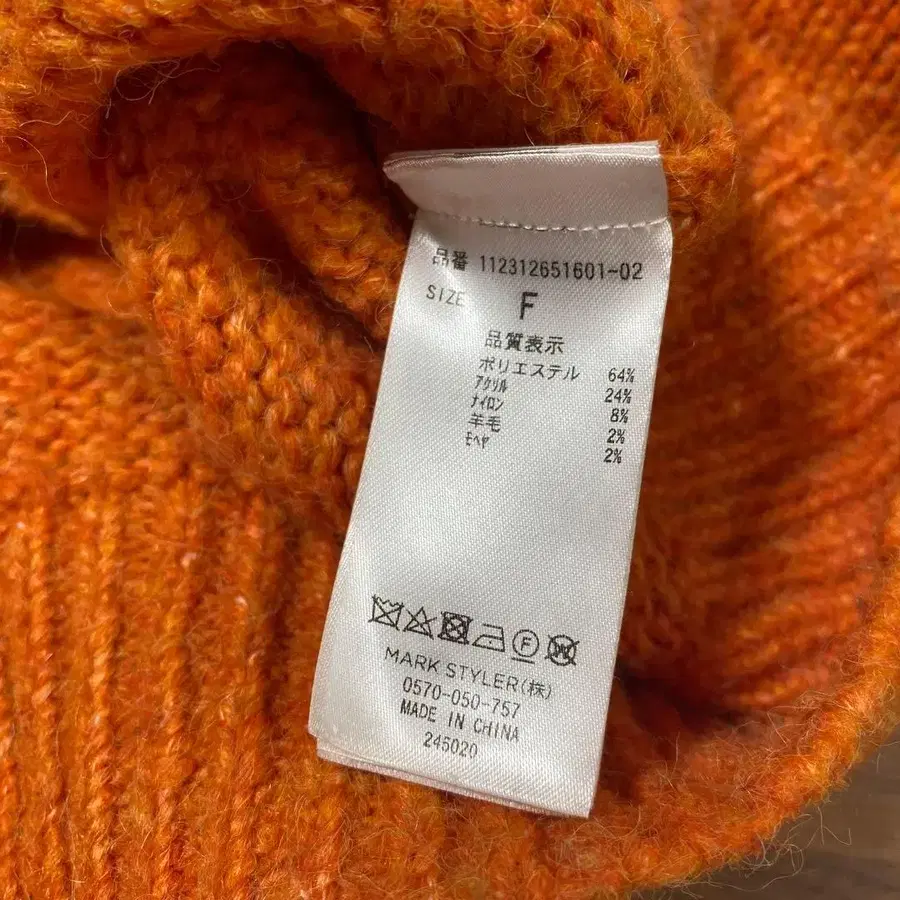 品番 112312651601-02
SIZE F
品質表示
ポリエステル 64%
アクリル 24%
ナイロン 8%
羊毛 2%
モヘヤ 2%
F
W
MARK STYLER(株)
0570-050-757
MADE IN CHINA
245020